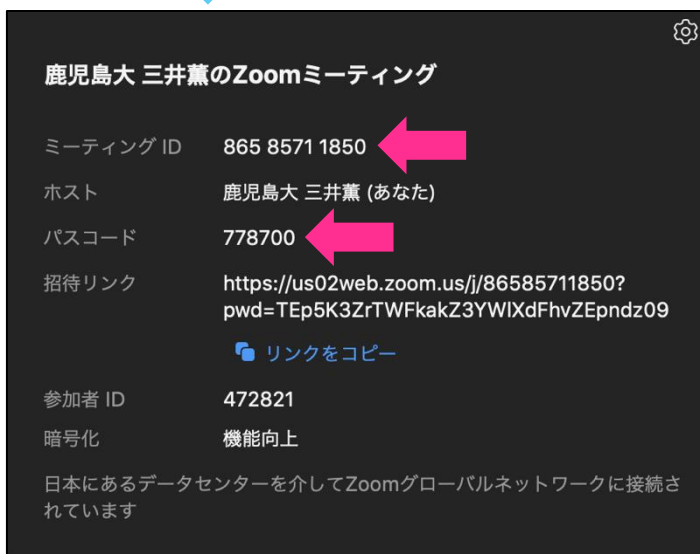 鹿児島大 三井薫のZoomミーティング
ミーティング ID 865 8571 1850
ホスト 鹿児島大 三井薫 (あなた)
パスコード 778700
招待リンク https://us02web.zoom.us/j/86585711850?
pwd=TEp5K3ZrTWFkakZ3YWlXdFhvZEpndz09
リンクをコピー
参加者 ID 472821
暗号化 機能向上
日本にあるデータセンターを介してZoomグローバルネットワークに接続さ
れています